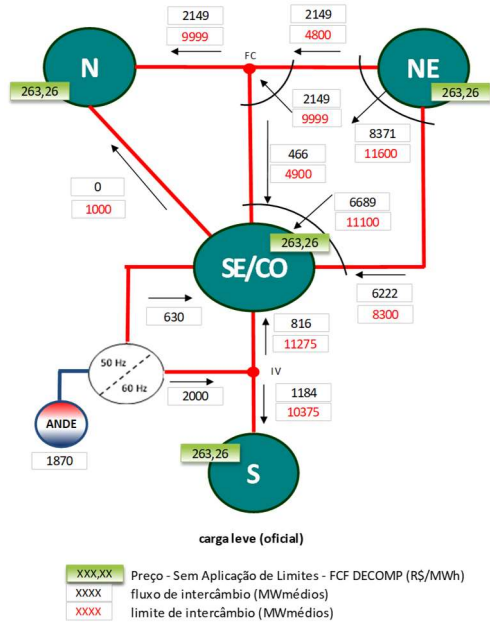 2149
9999
FC
2149
4800
N
263,26
NE
263,26
2149
9999
8371
11600
466
4900
0
1000
6689
11100
263,26
SE/CO
630
816
11275
6222
8300
50 Hz
60 Hz
2000
IV
1184
10375
ANDE
1870
263,26
S
carga leve (oficial)
XXX,XX Preço - Sem Aplicação de Limites - FCF DECOMP (R$/MWh)
XXXX fluxo de intercâmbio (MWmédios)
XXXX limite de intercâmbio (MWmédios)